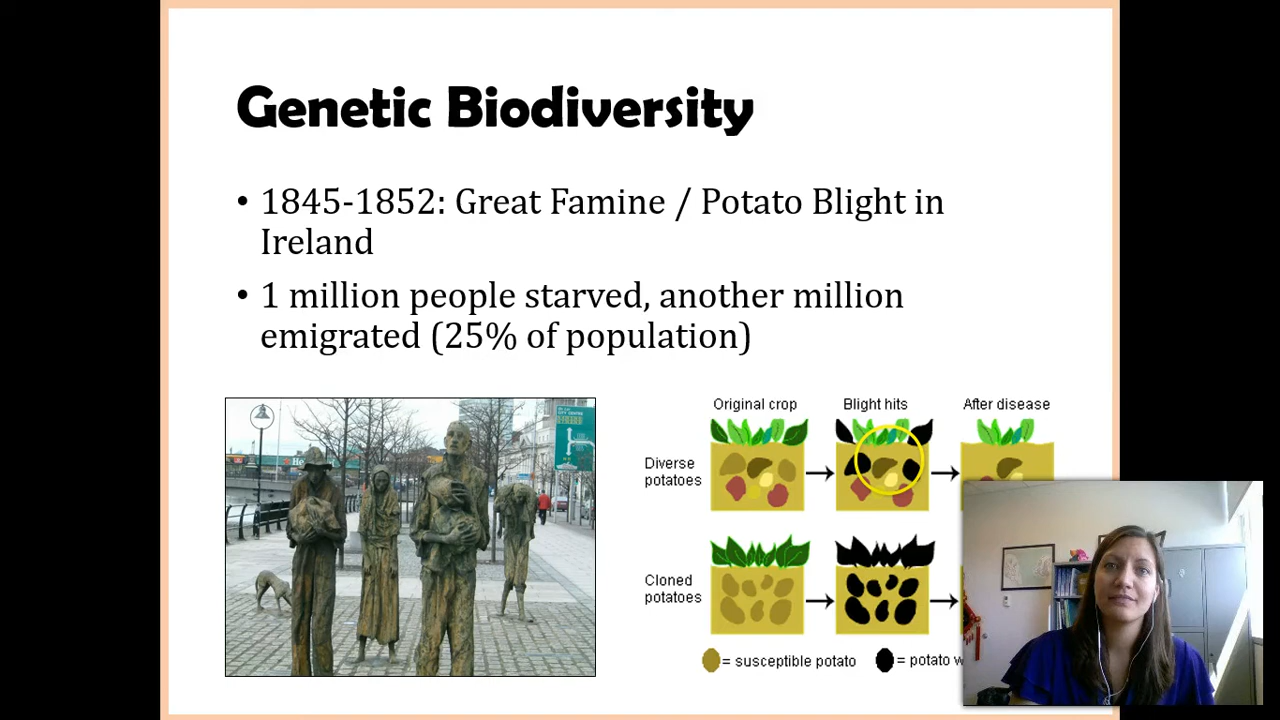 Genetic Biodiversity
• 1845-1852: Great Famine / Potato Blight in
Ireland
• 1 million people starved, another million
emigrated (25% of population)
Original crop
Blight hits
After disease
Diverse
potatoes
Cloned
potatoes
= susceptible potato
= potato